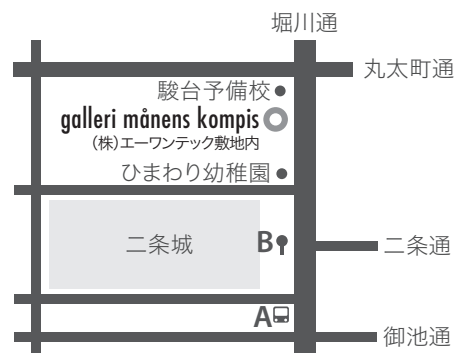 堀川通
丸太町通
駿台予備校
galleri månens kompis
(株)エーワンテック敷地内
ひまわり幼稚園
二条城
B
二条通
A
御池通